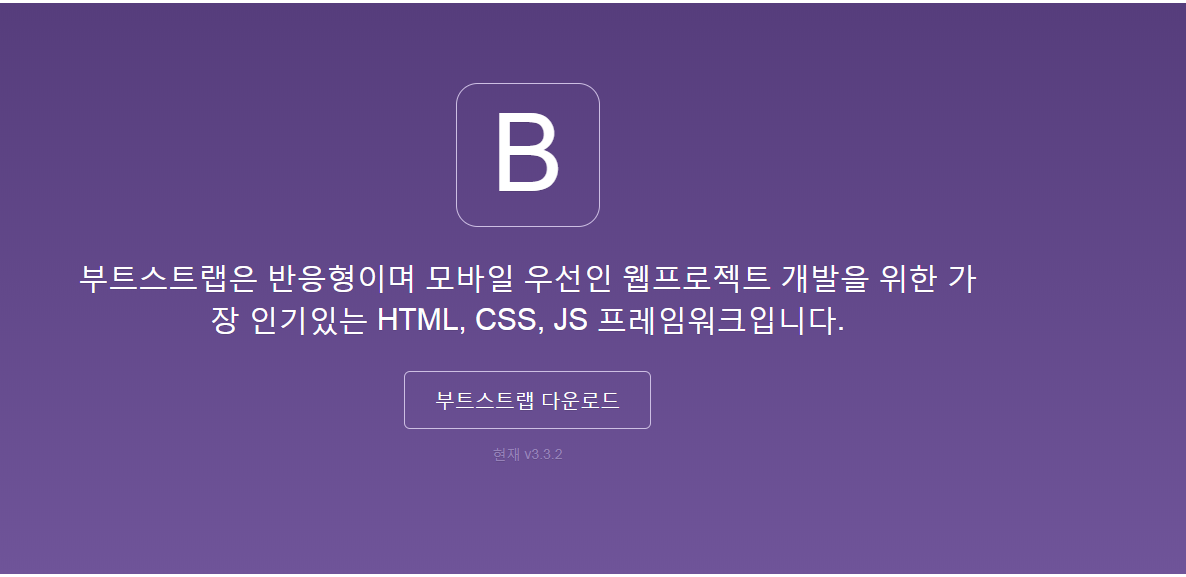 B
부트스트랩은 반응형이며 모바일 우선인 웹프로젝트 개발을 위한 가
장 인기있는 HTML, CSS, JS 프레임워크입니다.
부트스트랩 다운로드
현재 v3.3.2